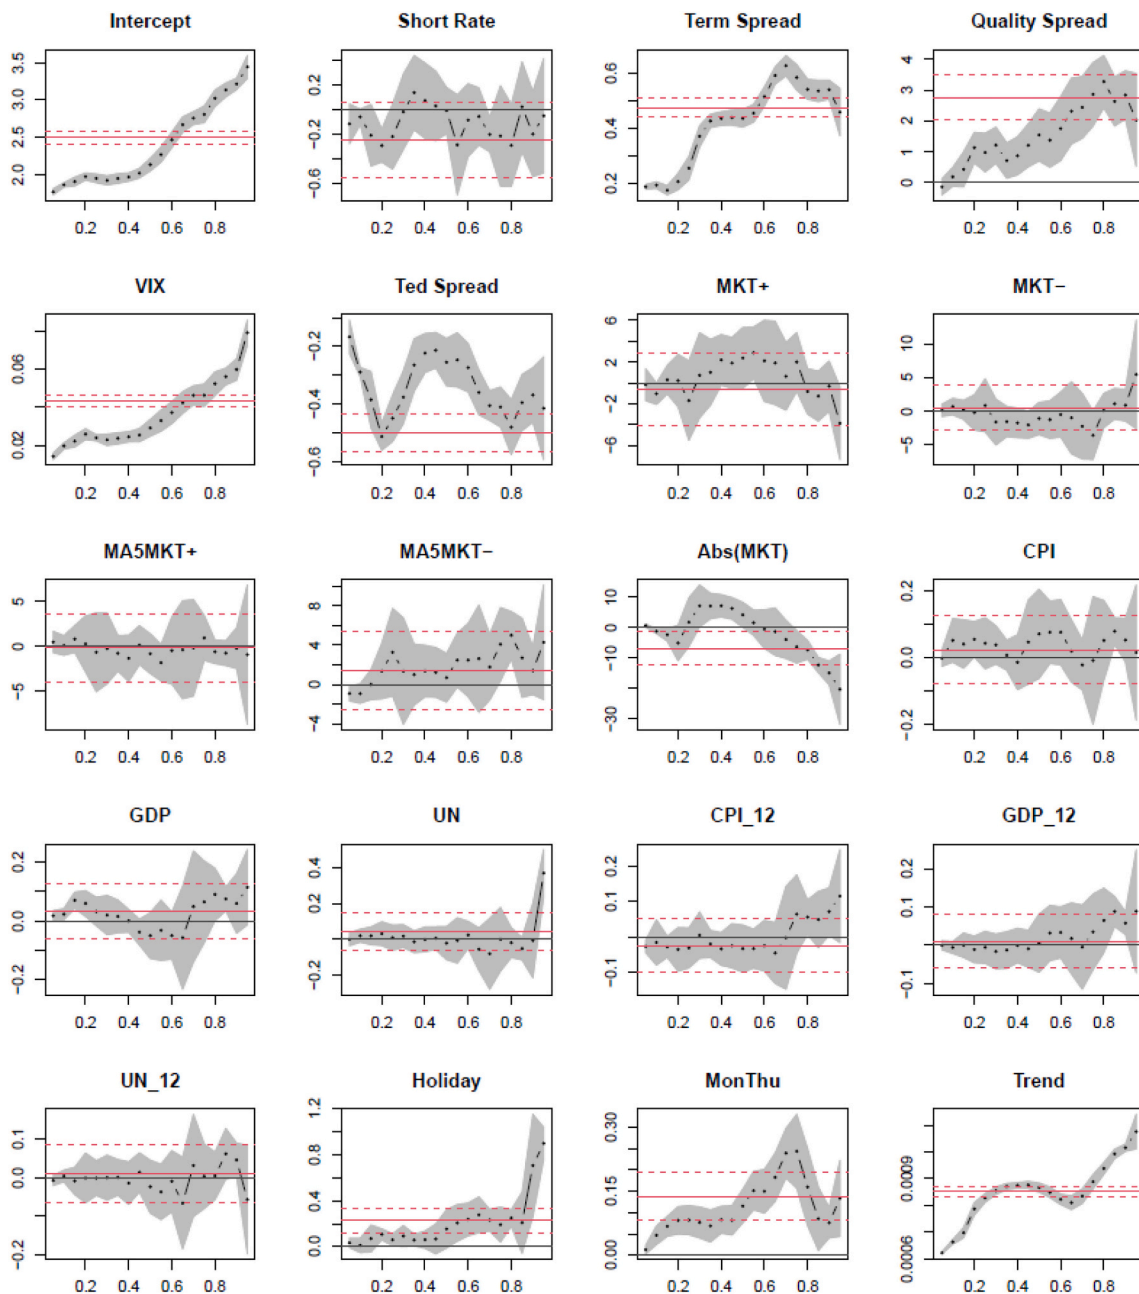 Intercept Short Rate Term Spread Quality Spread
3.5 3.0 2.5 2.0
0.2 −0.2 −0.6
0.6 0.4 0.2
4 3 2 1 0
0.2 0.4 0.6 0.8 0.2 0.4 0.6 0.8 0.2 0.4 0.6 0.8 0.2 0.4 0.6 0.8
VIX Ted Spread MKT+ MKT−
0.06 0.02
−0.2 −0.4 −0.6
6 2 −2 −6
10 5 0 −5
0.2 0.4 0.6 0.8 0.2 0.4 0.6 0.8 0.2 0.4 0.6 0.8 0.2 0.4 0.6 0.8
MA5MKT+ MA5MKT− Abs(MKT) CPI
5 0 −5
8 4 0 −4
10 0 −10 −30
0.2 0.1 0.0 −0.2
0.2 0.4 0.6 0.8 0.2 0.4 0.6 0.8 0.2 0.4 0.6 0.8 0.2 0.4 0.6 0.8
GDP UN CPI_12 GDP_12
0.2 0.0 −0.2
0.4 0.2 −0.2
0.2 0.1 −0.1
0.2 0.1 −0.1
0.2 0.4 0.6 0.8 0.2 0.4 0.6 0.8 0.2 0.4 0.6 0.8 0.2 0.4 0.6 0.8
UN_12 Holiday MonThu Trend
0.1 0.0 −0.2
1.2 0.8 0.4 0.0
0.30 0.15 0.00
0.0009 0.0006
0.2 0.4 0.6 0.8 0.2 0.4 0.6 0.8 0.2 0.4 0.6 0.8 0.2 0.4 0.6 0.8